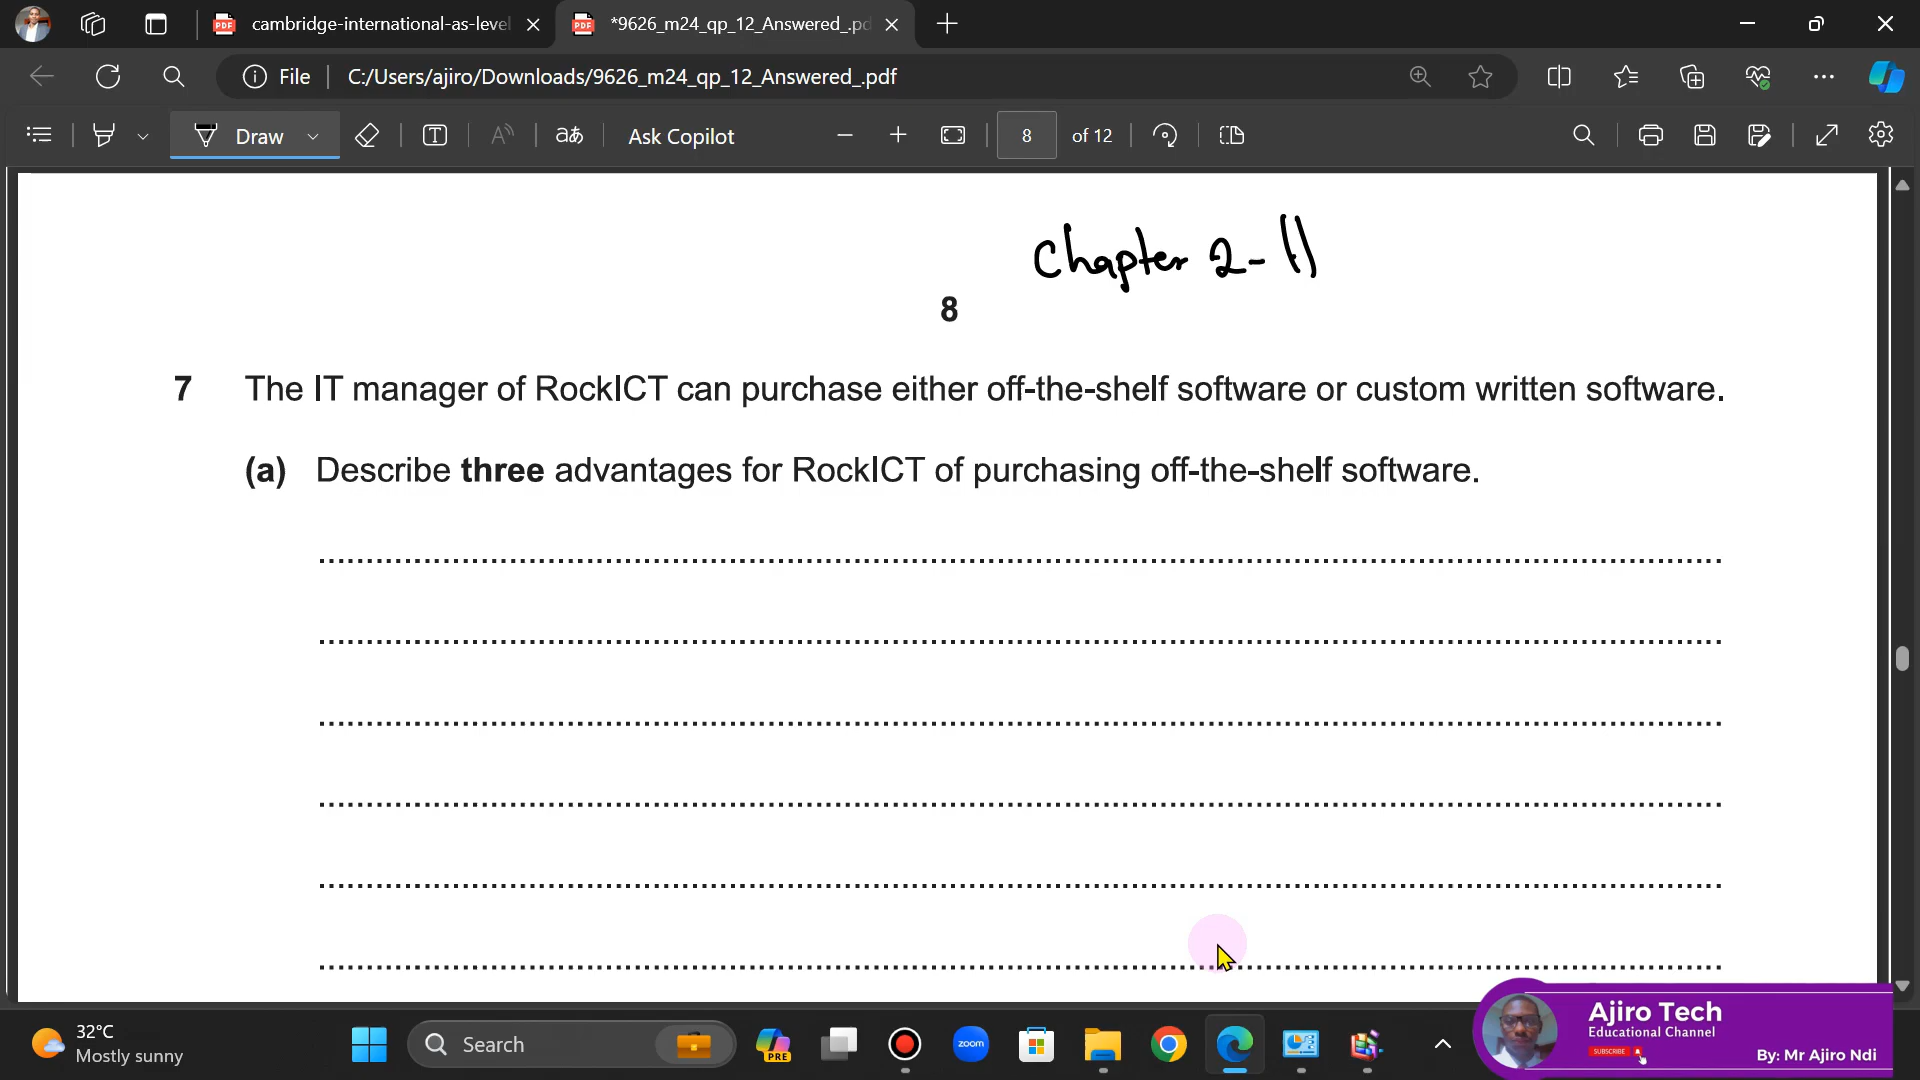 cambridge-international-as-level
*9626_m24_qp_12_Answered_.pd
File
C:/Users/ajiro/Downloads/9626_m24_qp_12_Answered_.pdf
Draw
Ask Copilot
8
of 12
Chapter 2-11
8
7 The IT manager of RockICT can purchase either off-the-shelf software or custom written software.
(a) Describe three advantages for RockICT of purchasing off-the-shelf software.
32°C
Mostly sunny
Search
PRE
zoom
Ajiro Tech
Educational Channel
SUBSCRIBE
By: Mr Ajiro Ndi